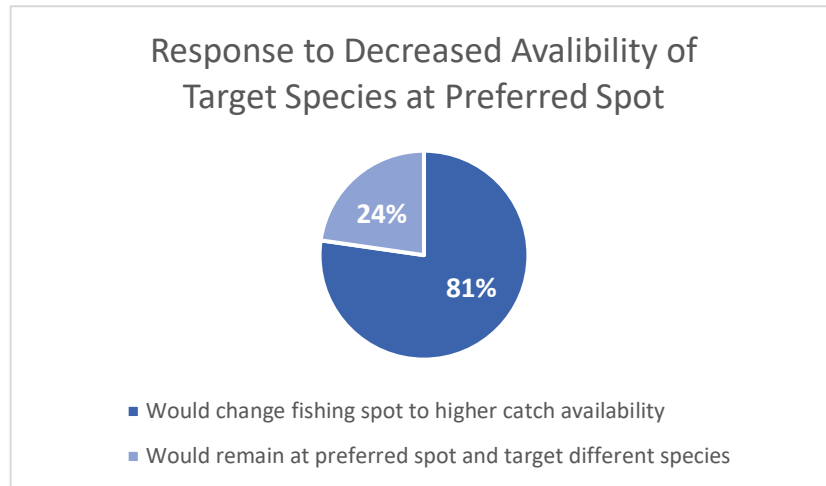 Response to Decreased Avalibility of
Target Species at Preferred Spot
24%
81%
Would change fishing spot to higher catch availability
Would remain at preferred spot and target different species